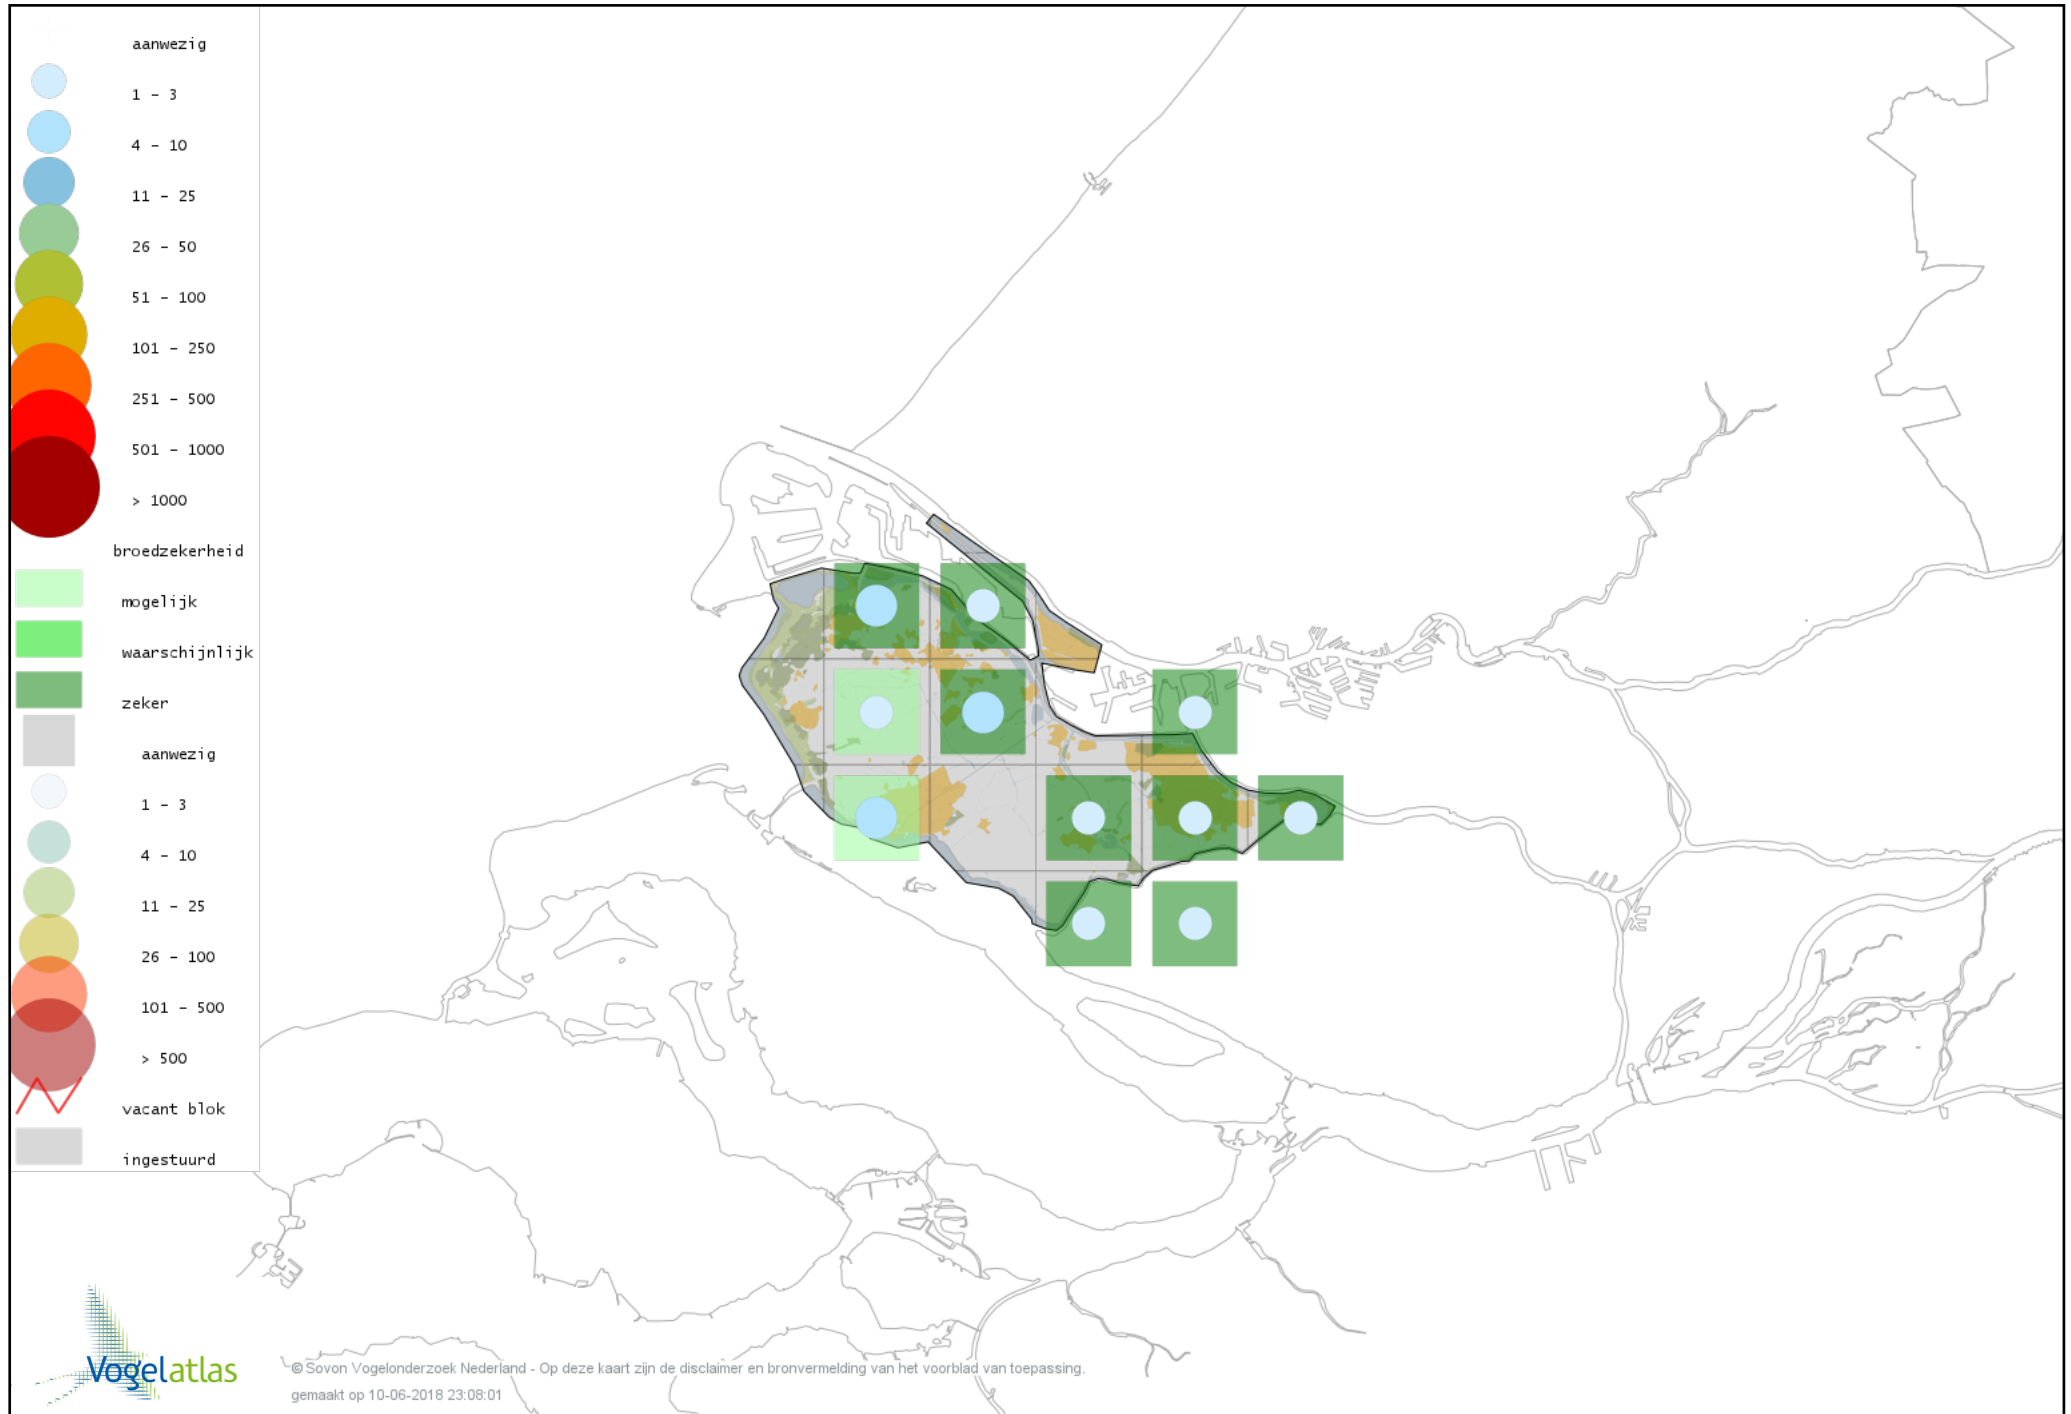 aanwezig
1 – 3
4 – 10
11 – 25
26 – 50
51 – 100
101 – 250
251 – 500
501 – 1000
> 1000
broedzekerheid
mogelijk
waarschijnlijk
zeker
aanwezig
1 – 3
4 – 10
11 – 25
26 – 100
101 – 500
> 500
vacant blok
ingestuurd
Vogelatlas
© Sovon Vogelonderzoek Nederland - Op deze kaart zijn de disclaimer en bronvermelding van het voorblad van toepassing.
gemaakt op 10-06-2018 23:08:01